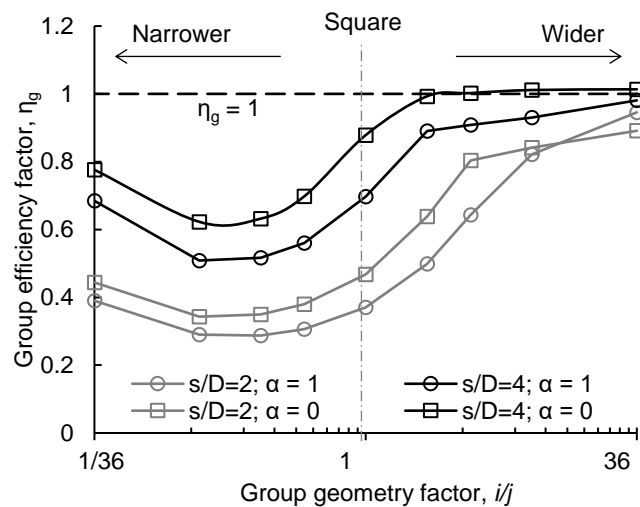 Square
Narrower
Wider
η_g = 1
Group efficiency factor, η_g
1.2
1
0.8
0.6
0.4
0.2
0
s/D=2; α = 1
s/D=4; α = 1
s/D=2; α = 0
s/D=4; α = 0
1/36
1
36
Group geometry factor, i/j